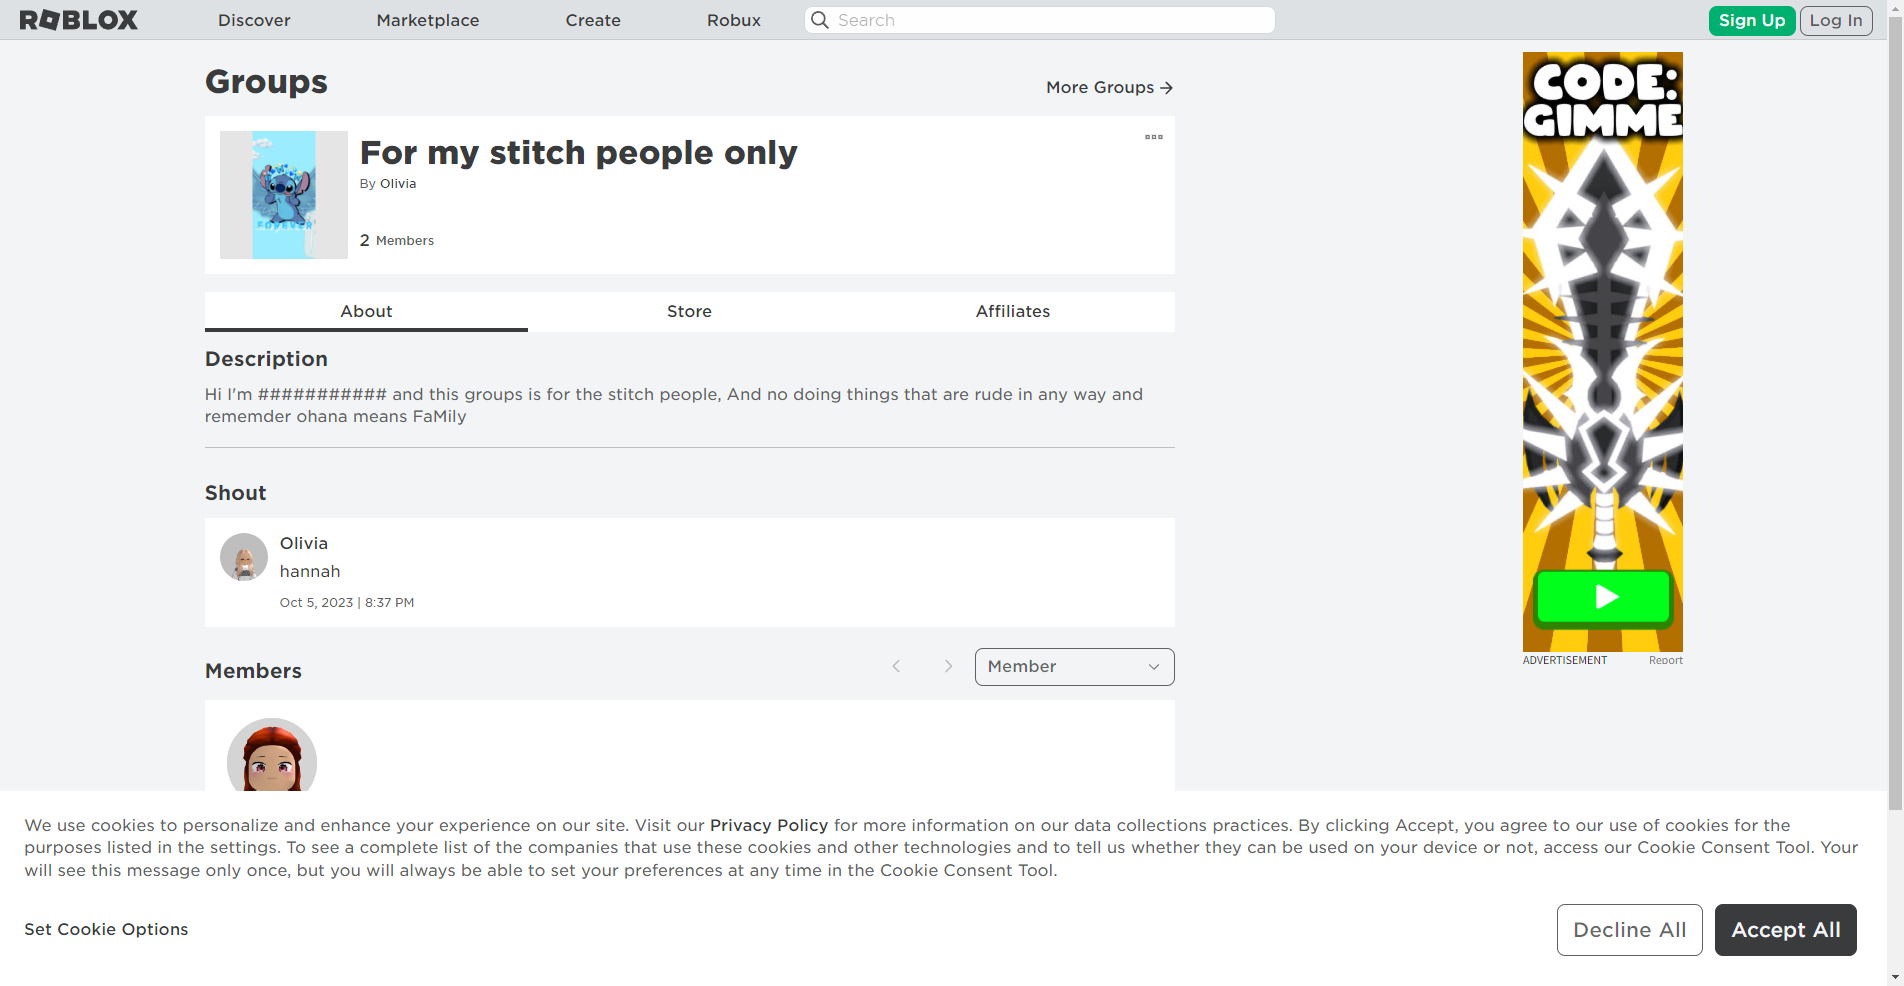 ROBLOX
Discover
Marketplace
Create
Robux
Search
Sign Up
Log In
Groups
More Groups
For my stitch people only
By Olivia
2 Members
FOREVER
About
Store
Affiliates
Description
Hi I'm ########### and this groups is for the stitch people, And no doing things that are rude in any way and
rememder ohana means FaMily
Shout
Olivia
hannah
Oct 5, 2023 | 8:37 PM
Members
Member
CODE:
GIMME
ADVERTISEMENT
Report
We use cookies to personalize and enhance your experience on our site. Visit our Privacy Policy for more information on our data collections practices. By clicking Accept, you agree to our use of cookies for the
purposes listed in the settings. To see a complete list of the companies that use these cookies and other technologies and to tell us whether they can be used on your device or not, access our Cookie Consent Tool. Your
will see this message only once, but you will always be able to set your preferences at any time in the Cookie Consent Tool.
Set Cookie Options
Decline All
Accept All